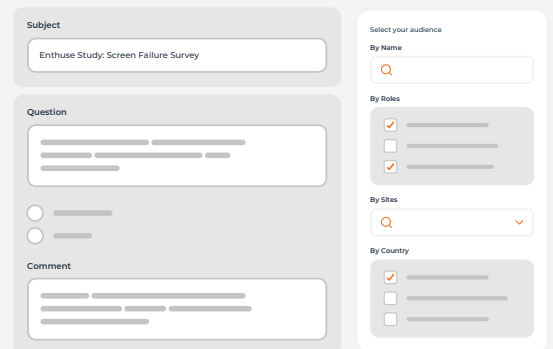 Subject
Enthuse Study: Screen Failure Survey
Question
Comment
Select your audience
By Name
By Roles
By Sites
By Country